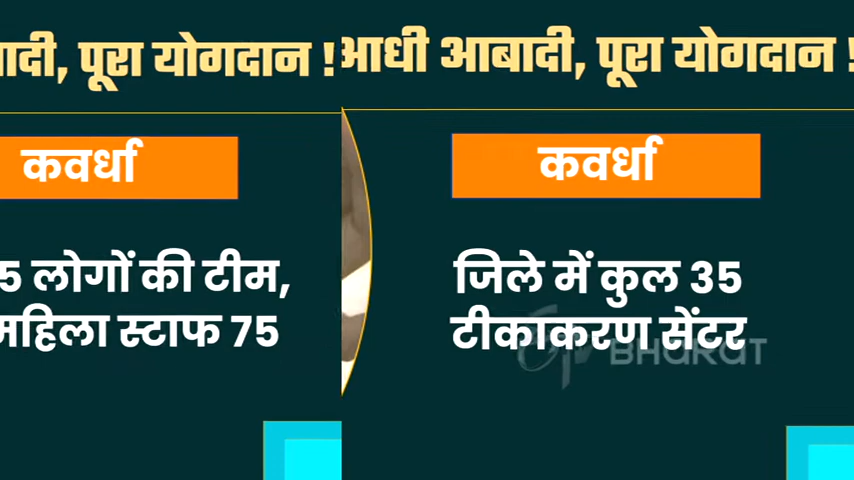 पूरा योगदान !
कवर्धा
5 लोगों की टीम,
महिला स्टाफ 75
आधी आबादी, पूरा योगदान !
कवर्धा
जिले में कुल 35
टीकाकरण सेंटर
BHARAT